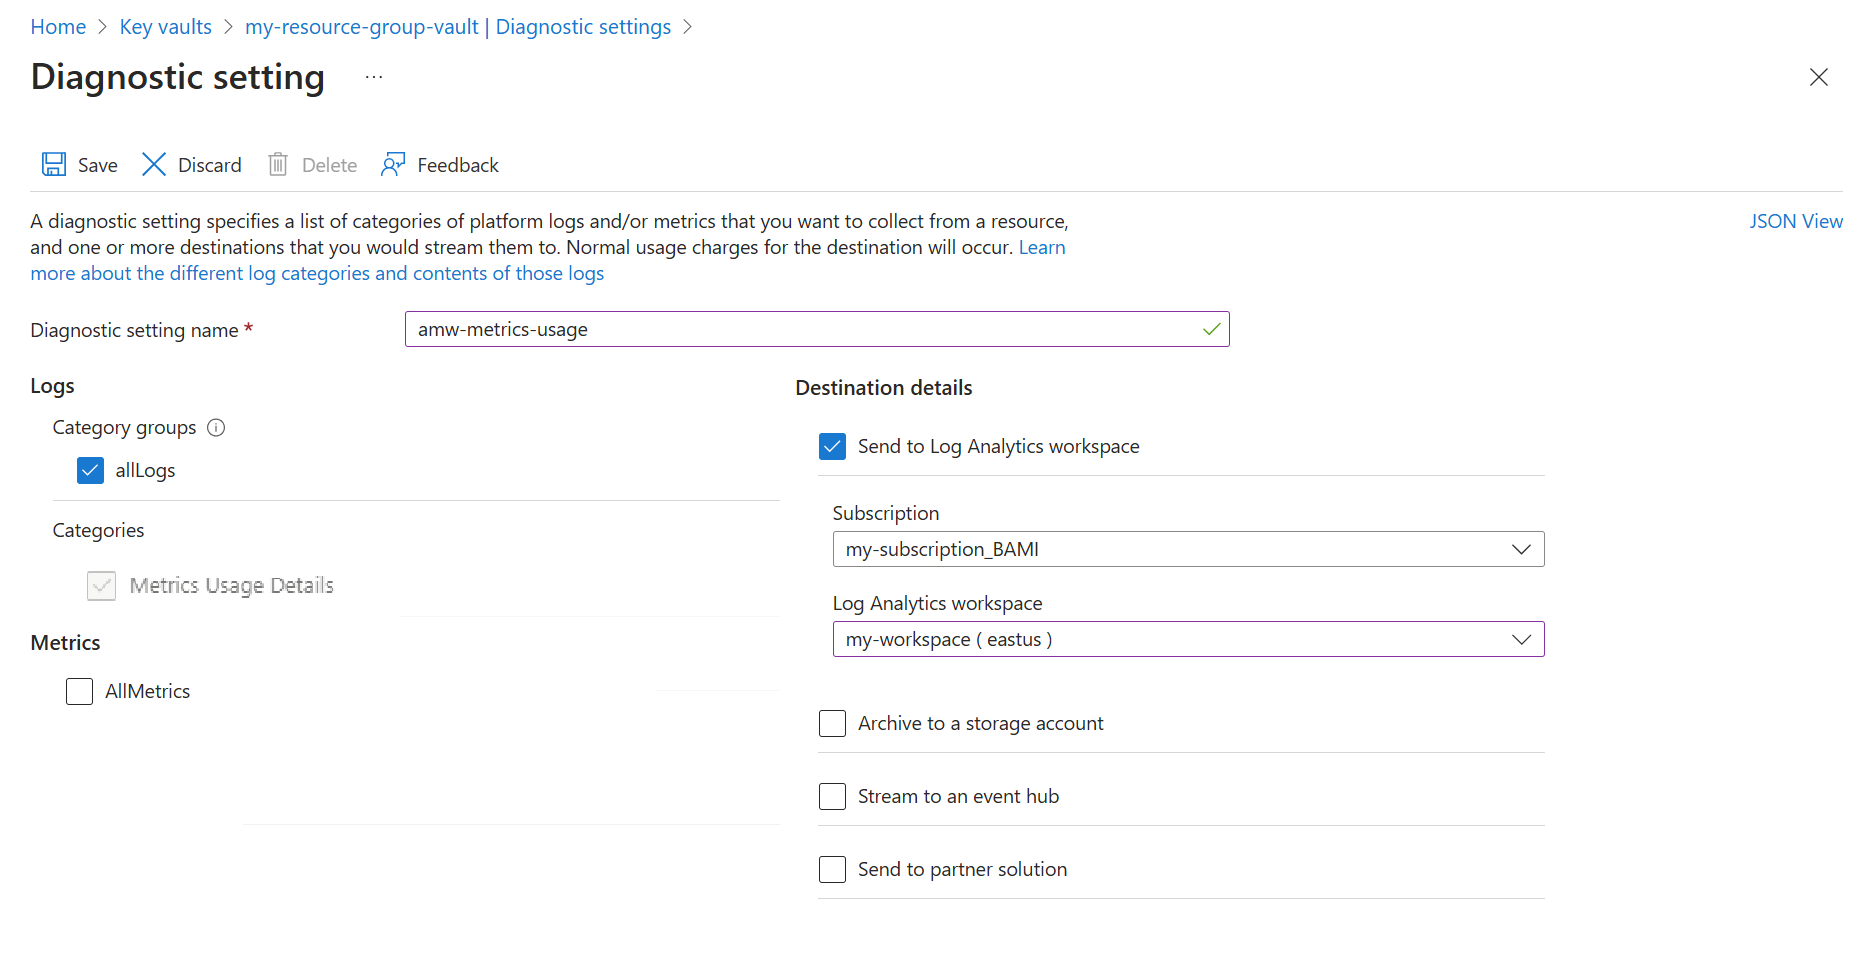 Home > Key vaults > my-resource-group-vault | Diagnostic settings >
Diagnostic setting ...
Save Discard Delete Feedback
A diagnostic setting specifies a list of categories of platform logs and/or metrics that you want to collect from a resource,
and one or more destinations that you would stream them to. Normal usage charges for the destination will occur. Learn
more about the different log categories and contents of those logs
JSON View
Diagnostic setting name *
amw-metrics-usage
Logs
Category groups
allLogs
Categories
Metrics Usage Details
Metrics
AllMetrics
Destination details
Send to Log Analytics workspace
Subscription
my-subscription_BAMI
Log Analytics workspace
my-workspace ( eastus )
Archive to a storage account
Stream to an event hub
Send to partner solution